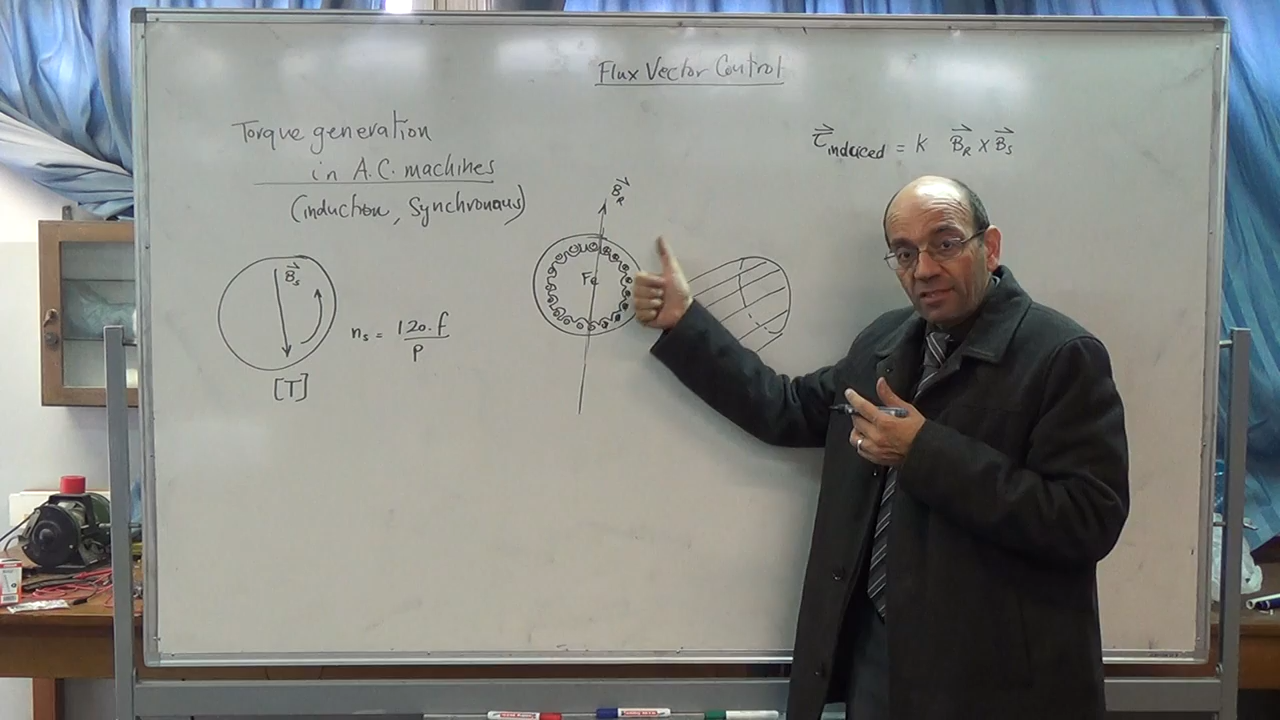 Flux Vector Control
Torque generation
in A.C. machines
(induction, Synchronous)
τ⃗ induced = K B⃗R × B⃗S
B⃗R
Fe
B⃗s
ns = 120.f / P
[T]